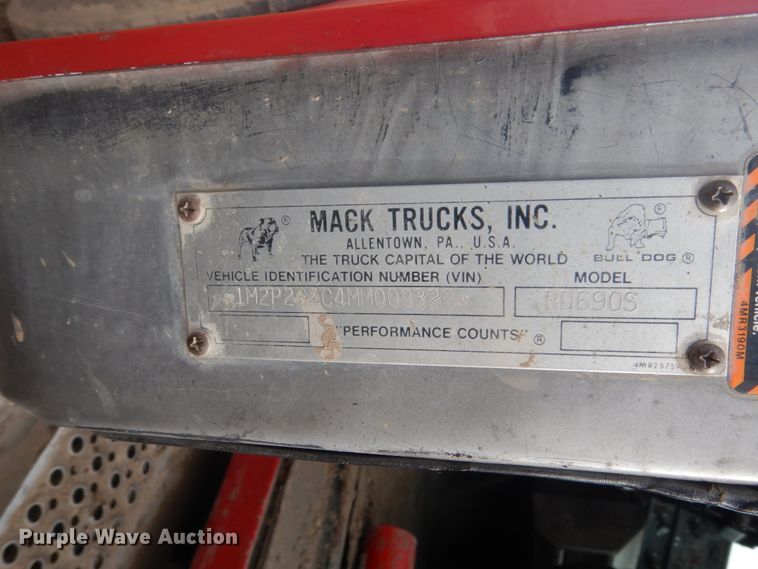 MACK TRUCKS, INC.
ALLENTOWN, PA., U.S.A.
THE TRUCK CAPITAL OF THE WORLD
BULL DOG ®
VEHICLE IDENTIFICATION NUMBER (VIN)
MODEL
RD690S
"PERFORMANCE COUNTS" ®
vehicle.
4MR3190M
Purple Wave Auction